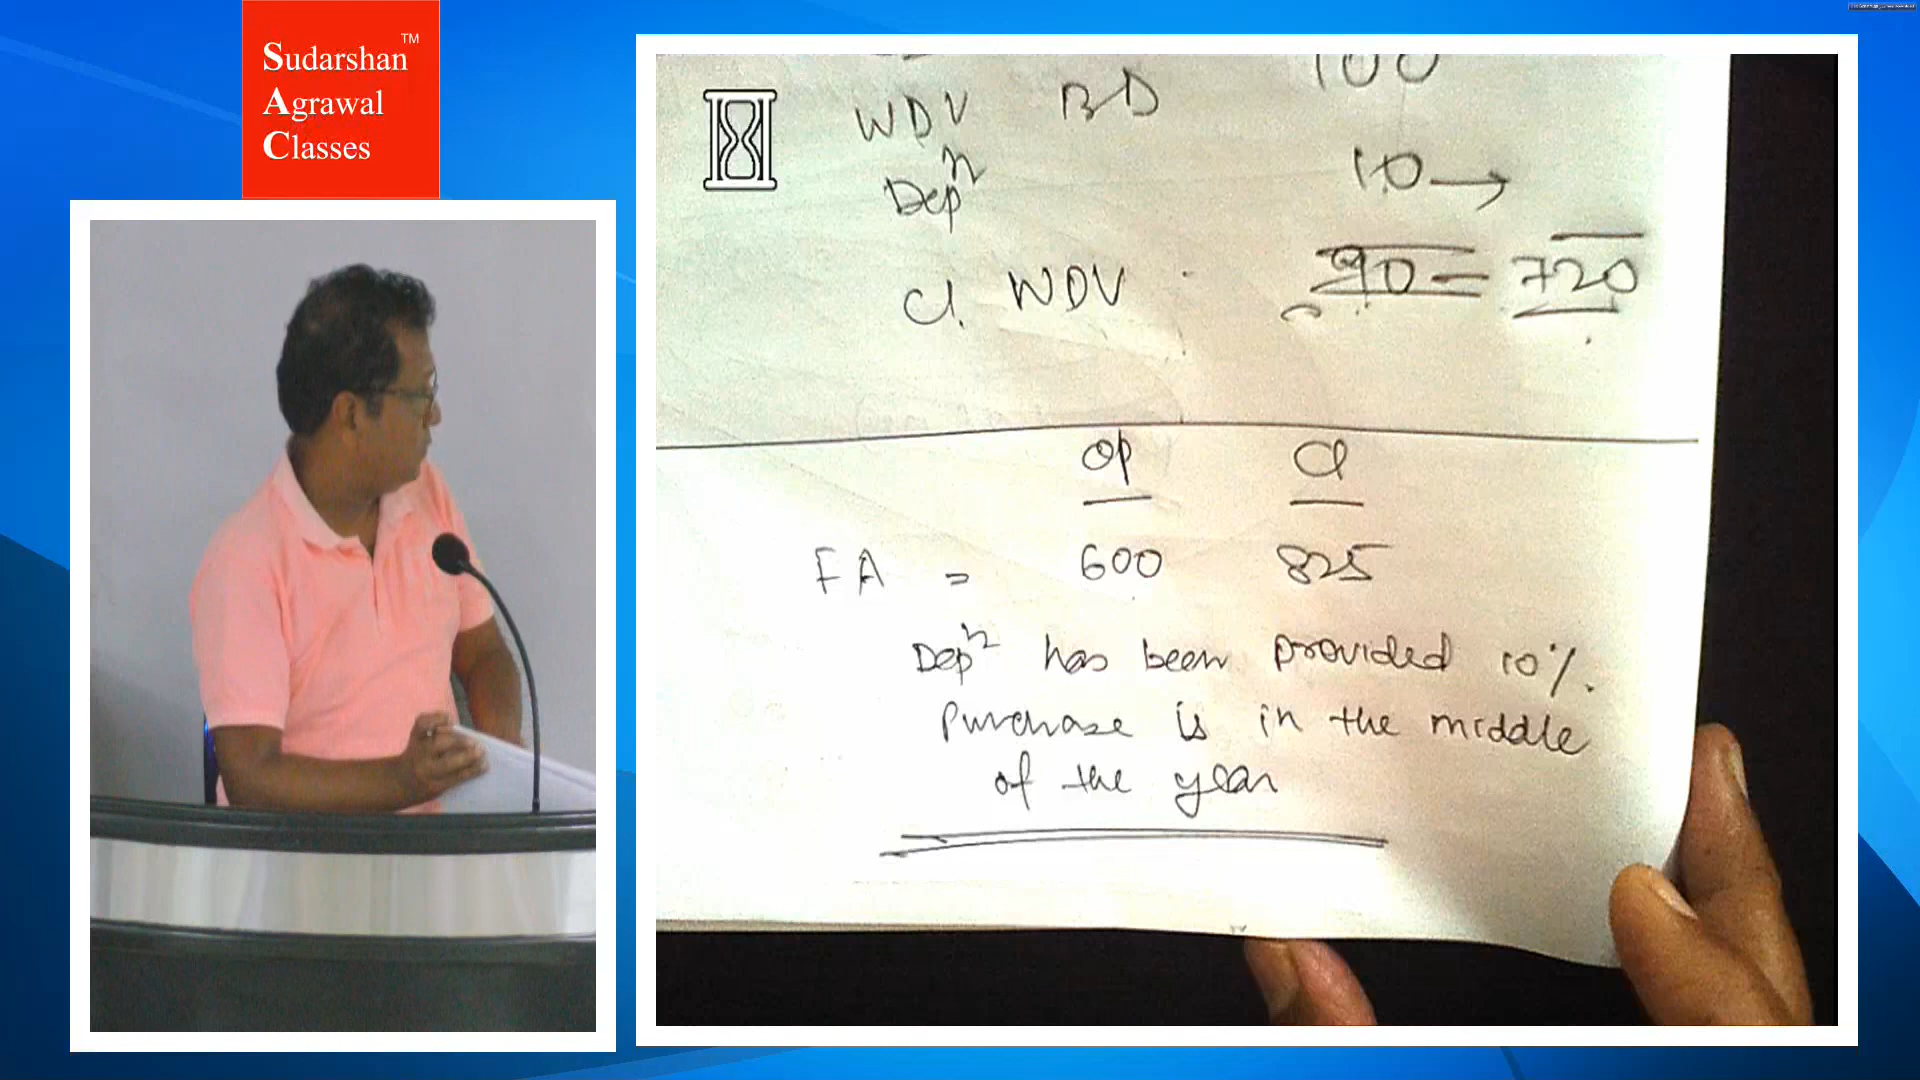 Sudarshan™
Agrawal
Classes
100
WDV BD
Depn 10 →
Cl. WDV 90 = 720
Op Cl
FA = 600 825
Depn has been provided 10%.
Purchase is in the middle
of the year